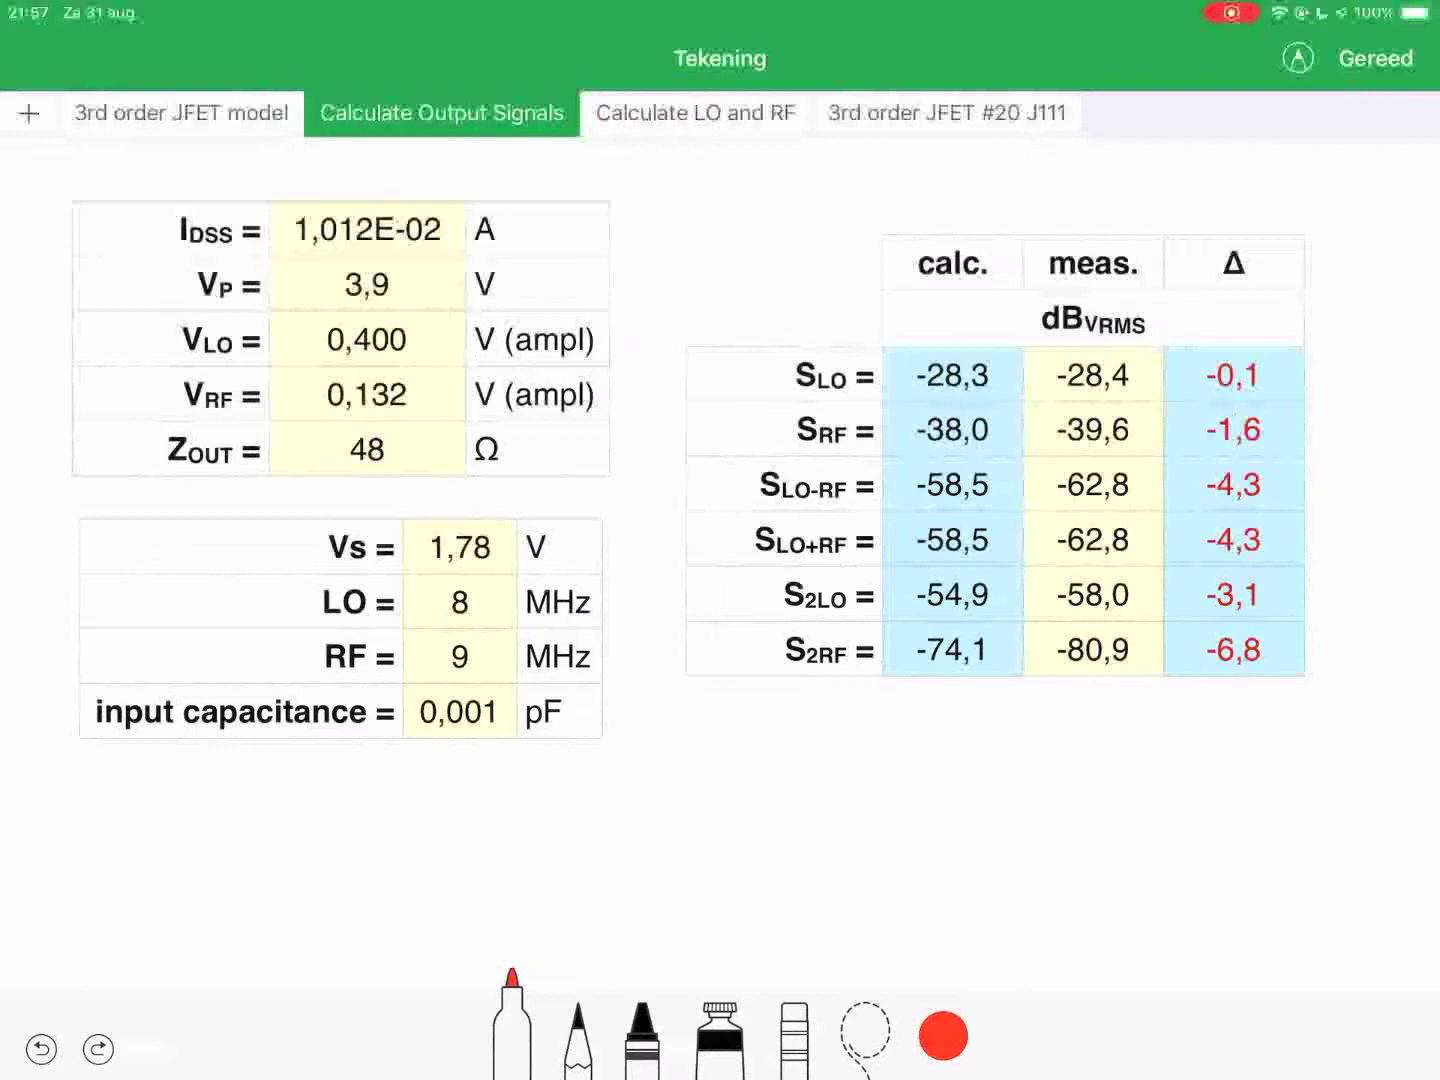 21:57 Za 31 aug.
100%
Tekening
Gereed
3rd order JFET model
Calculate Output Signals
Calculate LO and RF
3rd order JFET #20 J111
IDSS = 1,012E-02 A
VP = 3,9 V
VLO = 0,400 V (ampl)
VRF = 0,132 V (ampl)
ZOUT = 48 Ω
Vs = 1,78 V
LO = 8 MHz
RF = 9 MHz
input capacitance = 0,001 pF
calc. meas. Δ
dBVRMS
SLO = -28,3 -28,4 -0,1
SRF = -38,0 -39,6 -1,6
SLO-RF = -58,5 -62,8 -4,3
SLO+RF = -58,5 -62,8 -4,3
S2LO = -54,9 -58,0 -3,1
S2RF = -74,1 -80,9 -6,8